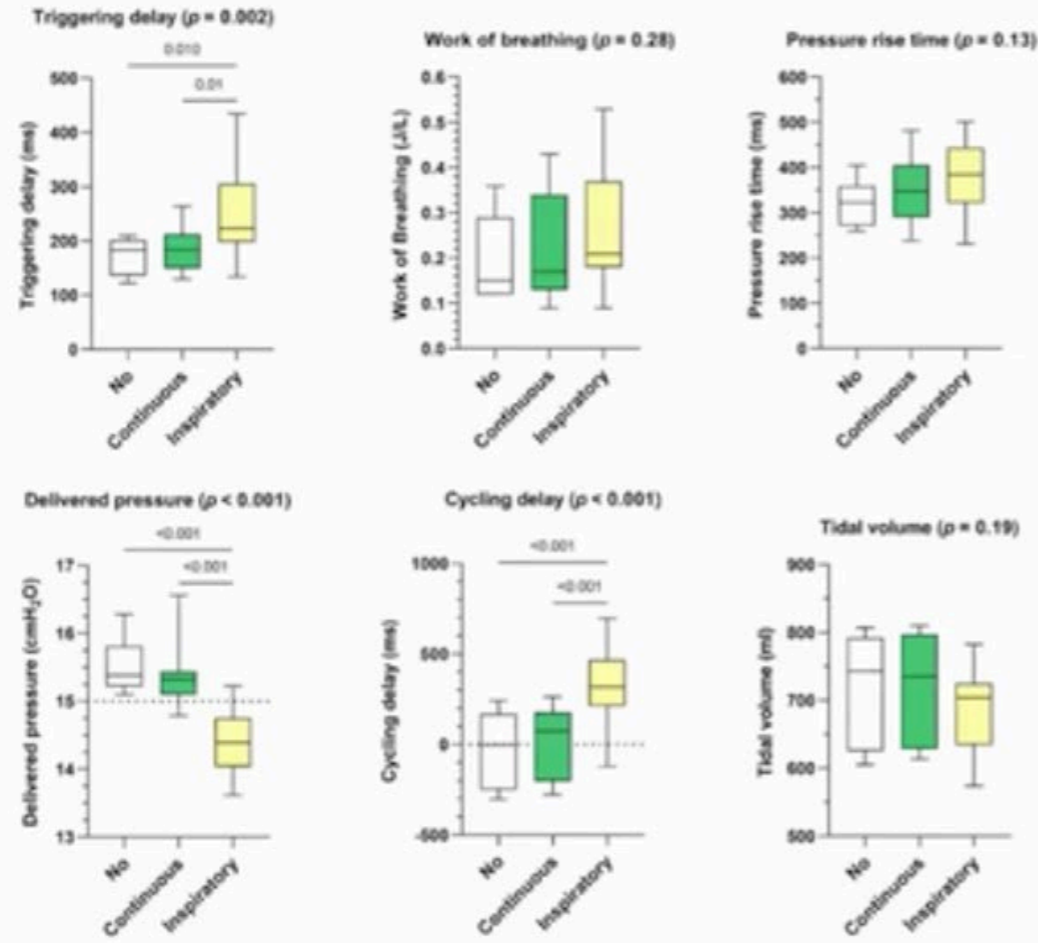 Triggering delay (p = 0.002)
0.010
0.01
500
400
300
200
100
0
Triggering delay (ms)
No
Continuous
Inspiratory
Work of breathing (p = 0.28)
0.6
0.5
0.4
0.3
0.2
0.1
0.0
Work of Breathing (J/L)
No
Continuous
Inspiratory
Pressure rise time (p = 0.13)
600
500
400
300
200
100
0
Pressure rise time (ms)
No
Continuous
Inspiratory
Delivered pressure (p < 0.001)
<0.001
<0.001
17
16
15
14
13
Delivered pressure (cmH₂O)
No
Continuous
Inspiratory
Cycling delay (p < 0.001)
<0.001
<0.001
1000
500
0
-500
Cycling delay (ms)
No
Continuous
Inspiratory
Tidal volume (p = 0.19)
900
800
700
600
500
Tidal volume (ml)
No
Continuous
Inspiratory